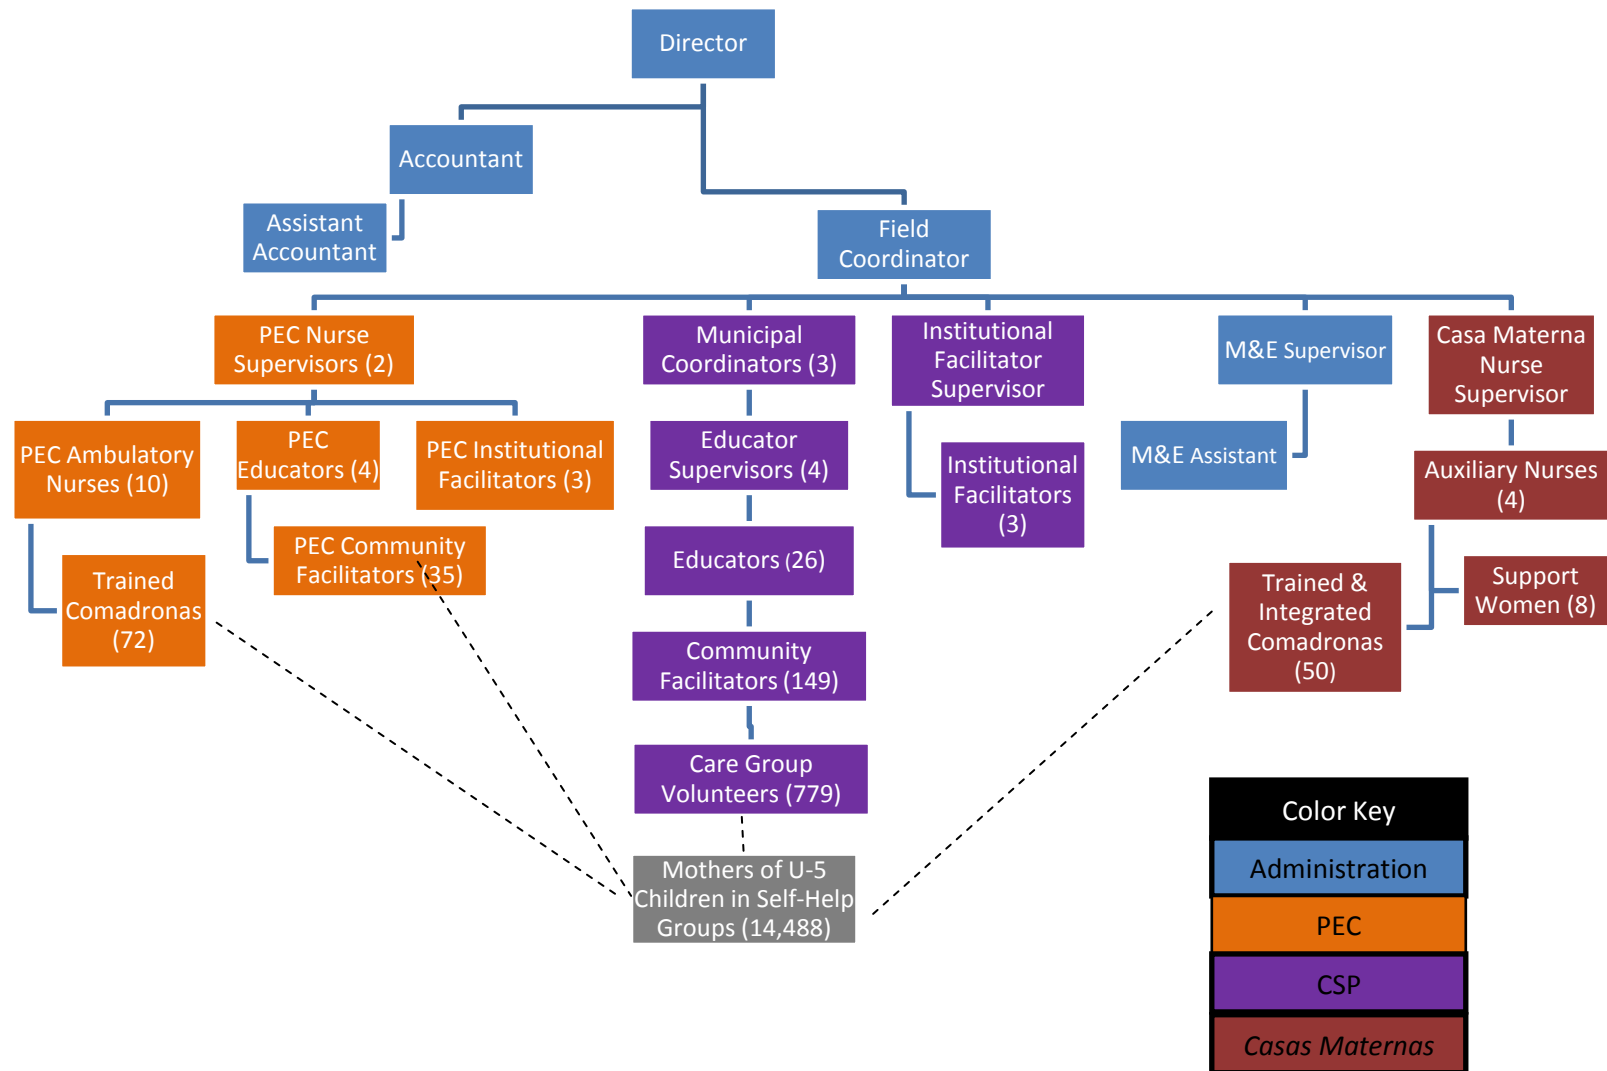 Director
Accountant
Assistant
Accountant
Field
Coordinator
PEC Nurse
Supervisors (2)
Municipal
Coordinators (3)
Institutional
Facilitator
Supervisor
M&E Supervisor
Casa Materna
Nurse
Supervisor
PEC Ambulatory
Nurses (10)
PEC
Educators (4)
PEC Institutional
Facilitators (3)
Educator
Supervisors (4)
Institutional
Facilitators
(3)
M&E Assistant
Auxiliary Nurses
(4)
Trained
Comadronas
(72)
PEC Community
Facilitators (35)
Educators (26)
Trained &
Integrated
Comadronas
(50)
Support
Women (8)
Community
Facilitators (149)
Care Group
Volunteers (779)
Mothers of U-5
Children in Self-Help
Groups (14,488)
Color Key
Administration
PEC
CSP
Casas Maternas